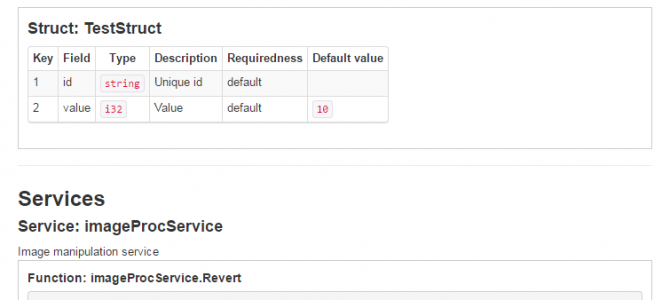 Struct: TestStruct
Key Field Type Description Requiredness Default value
1 id string Unique id default
2 value i32 Value default 10
Services
Service: imageProcService
Image manipulation service
Function: imageProcService.Revert